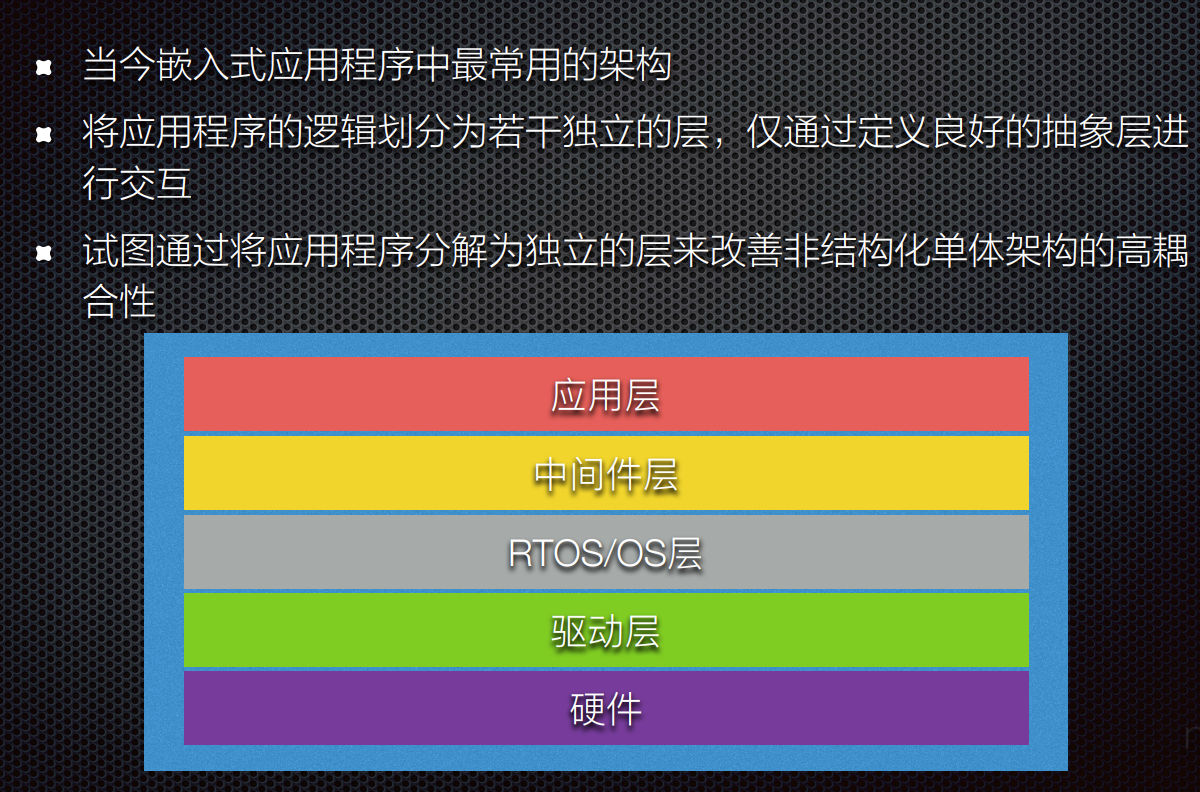 当今嵌入式应用程序中最常用的架构
将应用程序的逻辑划分为若干独立的层，仅通过定义良好的抽象层进
行交互
试图通过将应用程序分解为独立的层来改善非结构化单体架构的高耦
合性
应用层
中间件层
RTOS/OS层
驱动层
硬件